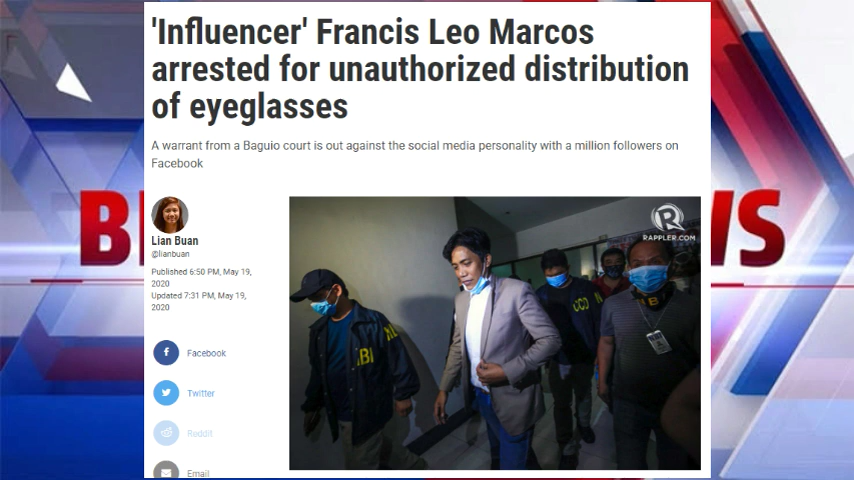 'Influencer' Francis Leo Marcos
arrested for unauthorized distribution
of eyeglasses
A warrant from a Baguio court is out against the social media personality with a million followers on
Facebook
Lian Buan
@lianbuan
Published 6:50 PM, May 19,
2020
Updated 7:31 PM, May 19,
2020
Facebook
Twitter
Reddit
Email
R
RAPPLER.COM